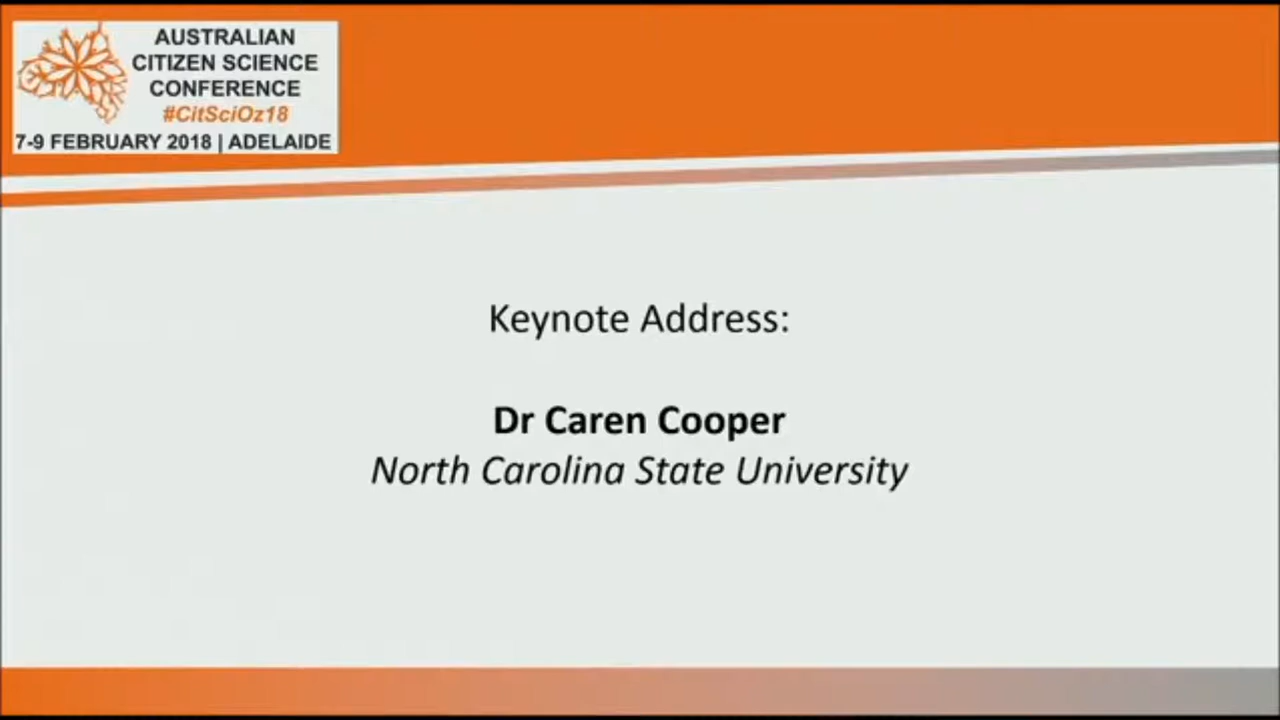 AUSTRALIAN
CITIZEN SCIENCE
CONFERENCE
#CitSciOz18
7-9 FEBRUARY 2018 | ADELAIDE
Keynote Address:
Dr Caren Cooper
North Carolina State University